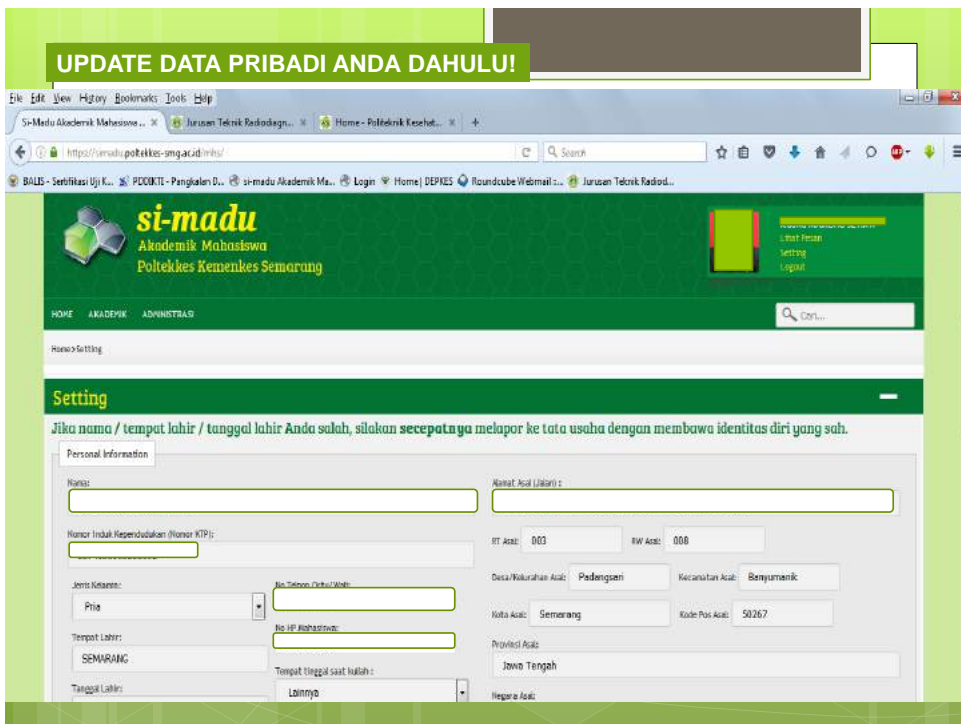 UPDATE DATA PRIBADI ANDA DAHULU!
File Edit View History Bookmarks Tools Help
Si-Madu Akademik Mahasiswa ... Jurusan Teknik Radiodiagn... Home - Politeknik Kesehat...
https://simadu.poltekkes-smg.ac.id/mhs/ Search
BALIS - Sertifikasi Uji K... PDDIKTI - Pangkalan D... si-madu Akademik Ma... Login Home | DEPKES Roundcube Webmail :... Jurusan Teknik Radiod...
si-madu
Akademik Mahasiswa
Poltekkes Kemenkes Semarang
Lihat Pesan
Setting
Logout
HOME AKADEMIK ADMINISTRASI
Cari...
Home>Setting
Setting
Jika nama / tempat lahir / tanggal lahir Anda salah, silakan secepatnya melapor ke tata usaha dengan membawa identitas diri yang sah.
Personal Information
Nama:
Alamat Asal (Jalan) :
Nomor Induk Kependudukan (Nomor KTP):
RT Asal: 003 RW Asal: 008
Jenis Kelamin:
Pria
No Telpon Ortu/Wali:
Desa/Kelurahan Asal: Padangsari Kecamatan Asal: Banyumanik
No HP Mahasiswa:
Kota Asal: Semarang Kode Pos Asal: 50267
Tempat Lahir:
SEMARANG
Provinsi Asal:
Jawa Tengah
Tempat tinggal saat kuliah :
Lainnya
Tanggal Lahir:
Negara Asal: